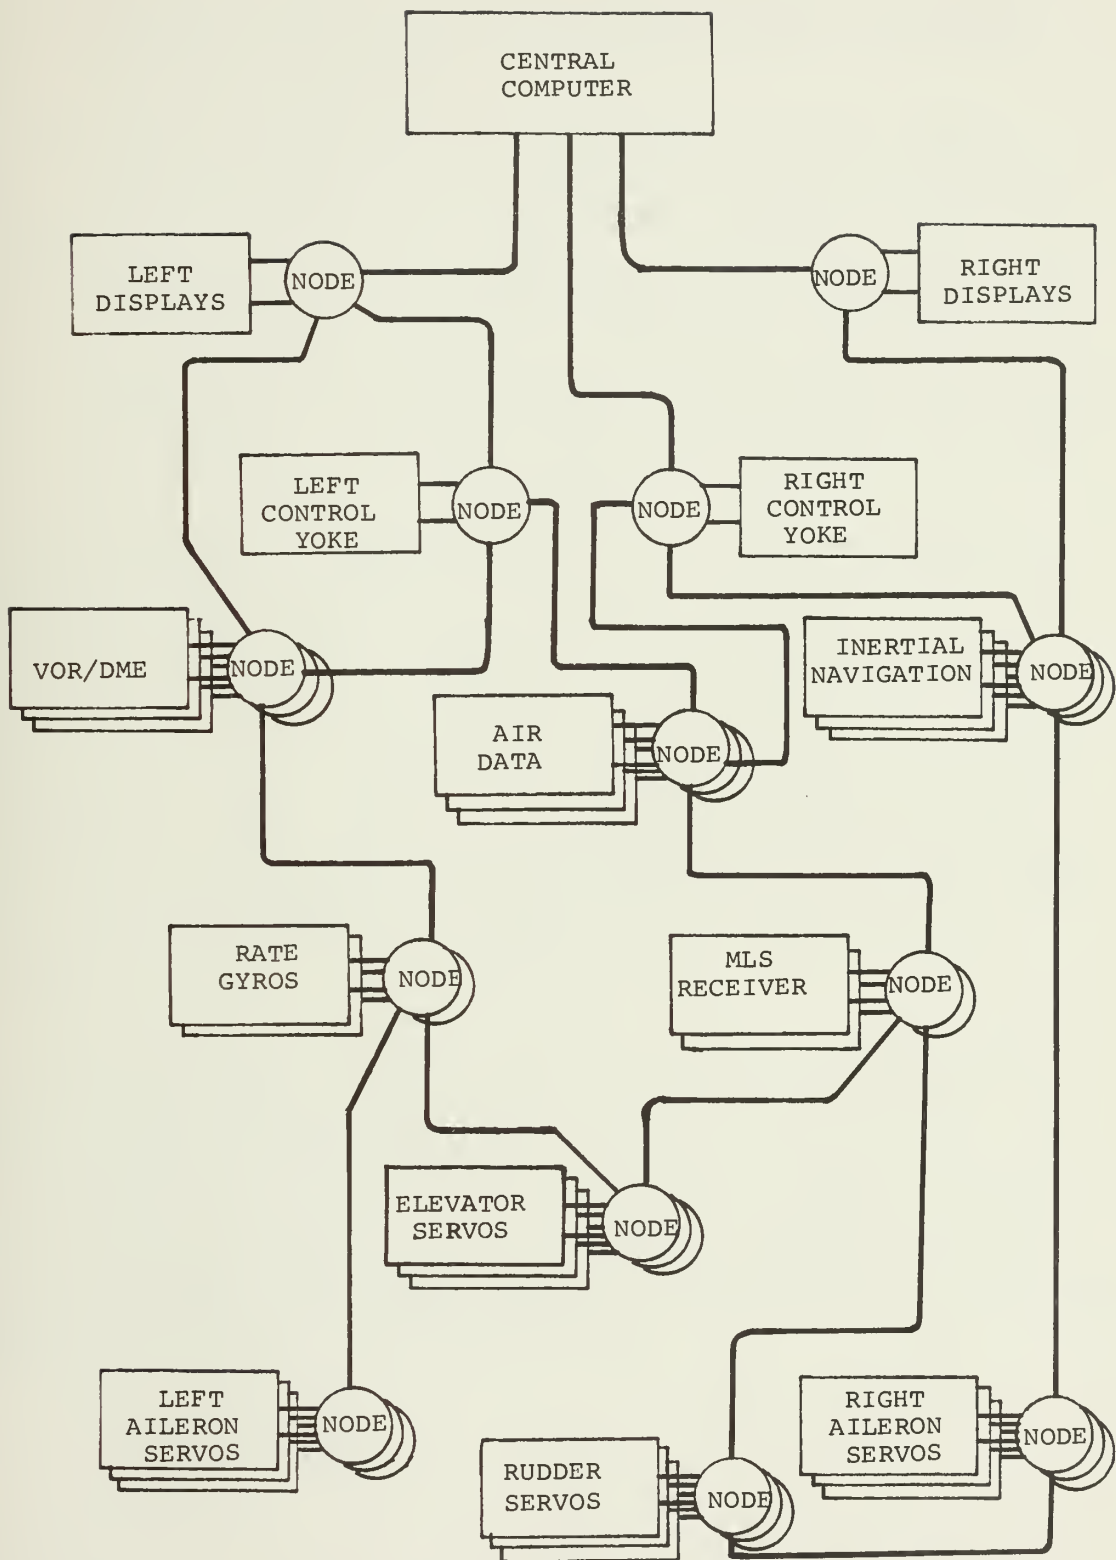 CENTRAL
COMPUTER
LEFT
DISPLAYS
NODE
NODE
RIGHT
DISPLAYS
LEFT
CONTROL
YOKE
NODE
NODE
RIGHT
CONTROL
YOKE
VOR/DME
NODE
INERTIAL
NAVIGATION
NODE
AIR
DATA
NODE
RATE
GYROS
NODE
MLS
RECEIVER
NODE
ELEVATOR
SERVOS
NODE
LEFT
AILERON
SERVOS
NODE
RIGHT
AILERON
SERVOS
NODE
RUDDER
SERVOS
NODE